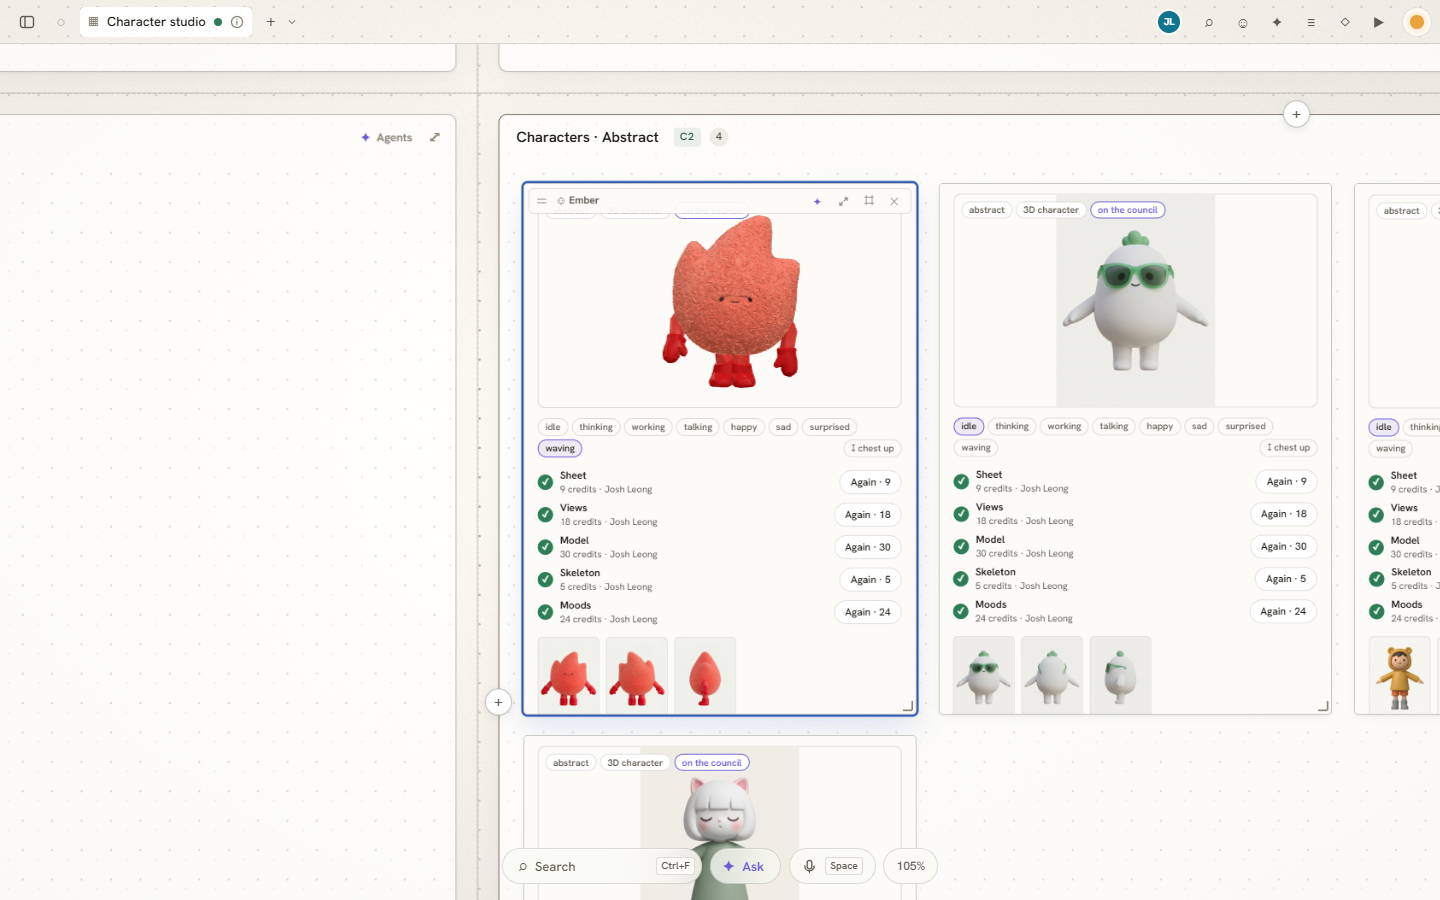 Character studio
JL
Agents
Characters · Abstract C2 4
Ember
abstract 3D character on the council
abstract
idle thinking working talking happy sad surprised
waving chest up
Sheet
9 credits · Josh Leong
Again · 9
Views
18 credits · Josh Leong
Again · 18
Model
30 credits · Josh Leong
Again · 30
Skeleton
5 credits · Josh Leong
Again · 5
Moods
24 credits · Josh Leong
Again · 24
idle thinking working talking happy sad surprised
waving chest up
Sheet
9 credits · Josh Leong
Again · 9
Views
18 credits · Josh Leong
Again · 18
Model
30 credits · Josh Leong
Again · 30
Skeleton
5 credits · Josh Leong
Again · 5
Moods
24 credits · Josh Leong
Again · 24
idle
waving
Sheet
9 credits · Josh Leong
Views
18 credits ·
Model
30 credits ·
Skeleton
5 credits ·
Moods
24 credits ·
abstract 3D character on the council
Search Ctrl+F Ask Space 105%